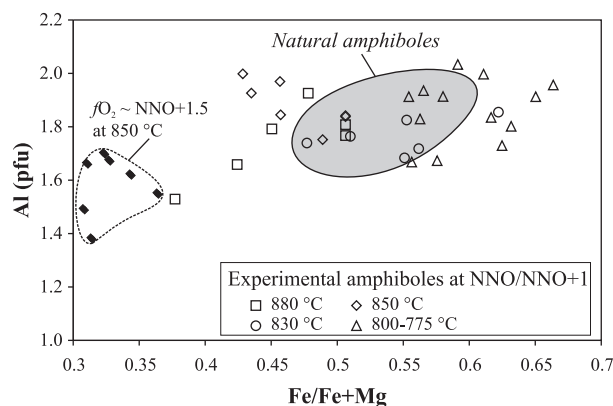 2.2
2.0
1.8
1.6
1.4
1.2
1.0
Al (pfu)
Natural amphiboles
fO2 ~ NNO+1.5
at 850 °C
Experimental amphiboles at NNO/NNO+1
880 °C 850 °C
830 °C 800-775 °C
0.3 0.35 0.4 0.45 0.5 0.55 0.6 0.65 0.7
Fe/Fe+Mg